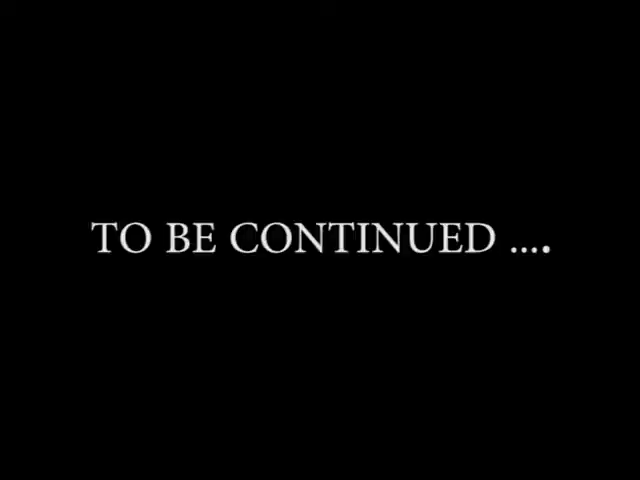 TO BE CONTINUED ....